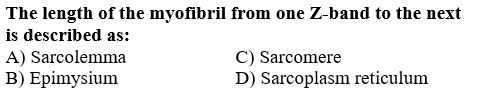 The length of the myofibril from one Z-band to the next
is described as:
A) Sarcolemma C) Sarcomere
B) Epimysium D) Sarcoplasm reticulum